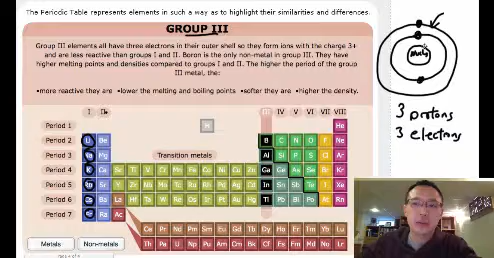 The Periodic Table represents elements in such a way as to highlight their similarities and differences.
GROUP III
Group III elements all have three electrons in their outer shell so they form ions with the charge 3+
and are less reactive then groups I and II. Boron is the only non-metal in group III. They have
higher melting points and densities compared to groups I and II. The higher the period of the group
III metal, the:
•more reactive they are •lower the melting and boiling points •softer they are •higher the density.
3 protons
3 electrons
I II III IV V VI VII VIII
Period 1 H He
Period 2 Li Be B C N O F Ne
Period 3 Na Mg Transition metals Al Si P S Cl Ar
Period 4 K Ca Sc Ti V Cr Mn Fe Co Ni Cu Zn Ga Ge As Se Br Kr
Period 5 Rb Sr Y Zr Nb Mo Tc Ru Rh Pd Ag Cd In Sn Sb Te I Xe
Period 6 Cs Ba La Hf Ta W Re Os Ir Pt Au Hg Tl Pb Bi Po At Rn
Period 7 Fr Ra Ac
Ce Pr Nd Pm Sm Eu Gd Tb Dy Ho Er Tm Yb Lu
Th Pa U Np Pu Am Cm Bk Cf Es Fm Md No Lr
Metals Non-metals